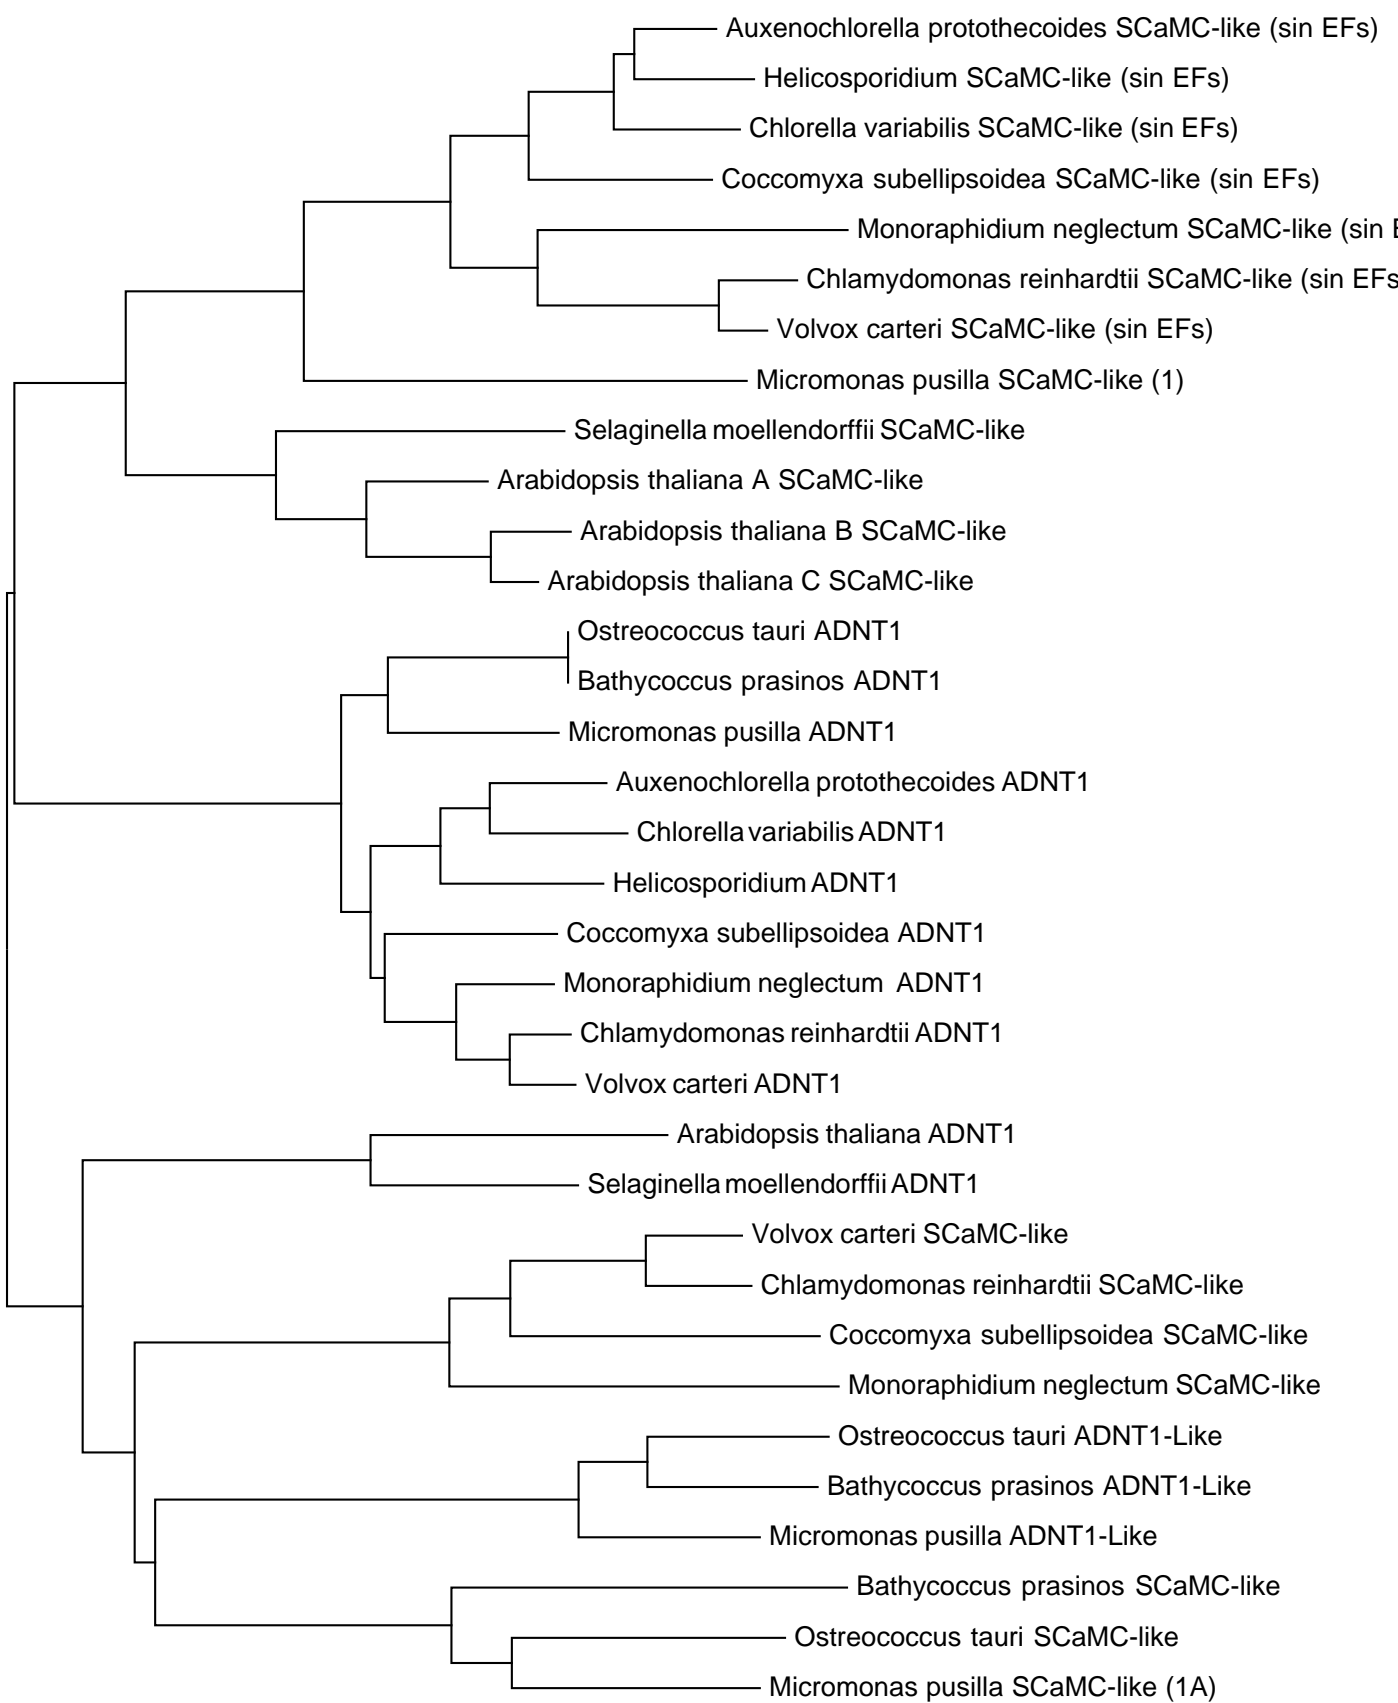 Auxenochlorella protothecoides SCaMC-like (sin EFs)
Helicosporidium SCaMC-like (sin EFs)
Chlorella variabilis SCaMC-like (sin EFs)
Coccomyxa subellipsoidea SCaMC-like (sin EFs)
Monoraphidium neglectum SCaMC-like (sin E
Chlamydomonas reinhardtii SCaMC-like (sin EFs
Volvox carteri SCaMC-like (sin EFs)
Micromonas pusilla SCaMC-like (1)
Selaginella moellendorffii SCaMC-like
Arabidopsis thaliana A SCaMC-like
Arabidopsis thaliana B SCaMC-like
Arabidopsis thaliana C SCaMC-like
Ostreococcus tauri ADNT1
Bathycoccus prasinos ADNT1
Micromonas pusilla ADNT1
Auxenochlorella protothecoides ADNT1
Chlorella variabilis ADNT1
Helicosporidium ADNT1
Coccomyxa subellipsoidea ADNT1
Monoraphidium neglectum ADNT1
Chlamydomonas reinhardtii ADNT1
Volvox carteri ADNT1
Arabidopsis thaliana ADNT1
Selaginella moellendorffii ADNT1
Volvox carteri SCaMC-like
Chlamydomonas reinhardtii SCaMC-like
Coccomyxa subellipsoidea SCaMC-like
Monoraphidium neglectum SCaMC-like
Ostreococcus tauri ADNT1-Like
Bathycoccus prasinos ADNT1-Like
Micromonas pusilla ADNT1-Like
Bathycoccus prasinos SCaMC-like
Ostreococcus tauri SCaMC-like
Micromonas pusilla SCaMC-like (1A)